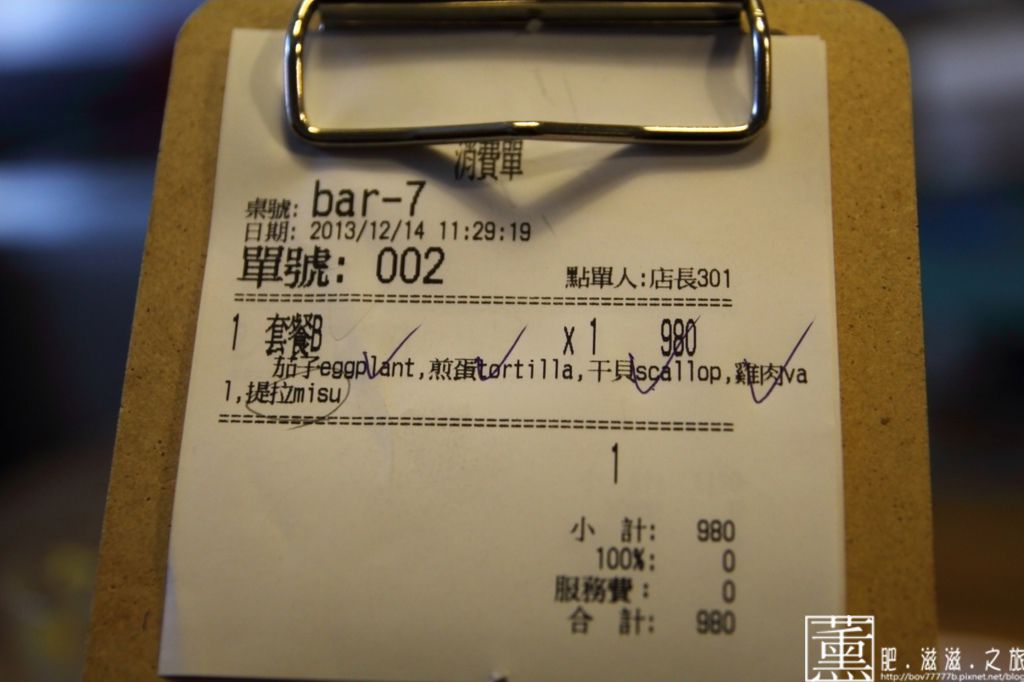 消費單
桌號: bar-7
日期: 2013/12/14 11:29:19
單號: 002 點單人:店長301
1 套餐B x 1 980
茄子eggplant,煎蛋tortilla,干貝scallop,雞肉va
l,提拉misu
1
小 計: 980
100%: 0
服務費: 0
合 計: 980
薰 肥.滋滋.之旅
http://bov77777b.pixnet.net/blog